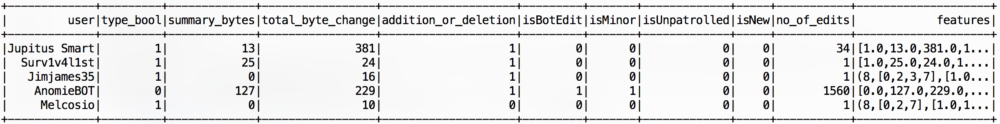 +-------------+---------+-------------+-----------------+--------------------+---------+-------+-------------+-----+-----------+--------------------+
|         user|type_bool|summary_bytes|total_byte_change|addition_or_deletion|isBotEdit|isMinor|isUnpatrolled|isNew|no_of_edits|            features|
+-------------+---------+-------------+-----------------+--------------------+---------+-------+-------------+-----+-----------+--------------------+
|Jupitus Smart|        1|           13|              381|                   1|        0|      0|            0|    0|         34|[1.0,13.0,381.0,1...|
|  Surv1v4l1st|        1|           25|               24|                   1|        0|      0|            0|    0|          1|[1.0,25.0,24.0,1....|
|   Jimjames35|        1|            0|               16|                   1|        0|      0|            0|    0|          1|(8,[0,2,3,7],[1.0...|
|    AnomieBOT|        0|          127|              229|                   1|        1|      1|            0|    0|       1560|[0.0,127.0,229.0,...|
|     Melcosio|        1|            0|               10|                   0|        0|      0|            0|    0|          1|(8,[0,2,7],[1.0,1...|
+-------------+---------+-------------+-----------------+--------------------+---------+-------+-------------+-----+-----------+--------------------+